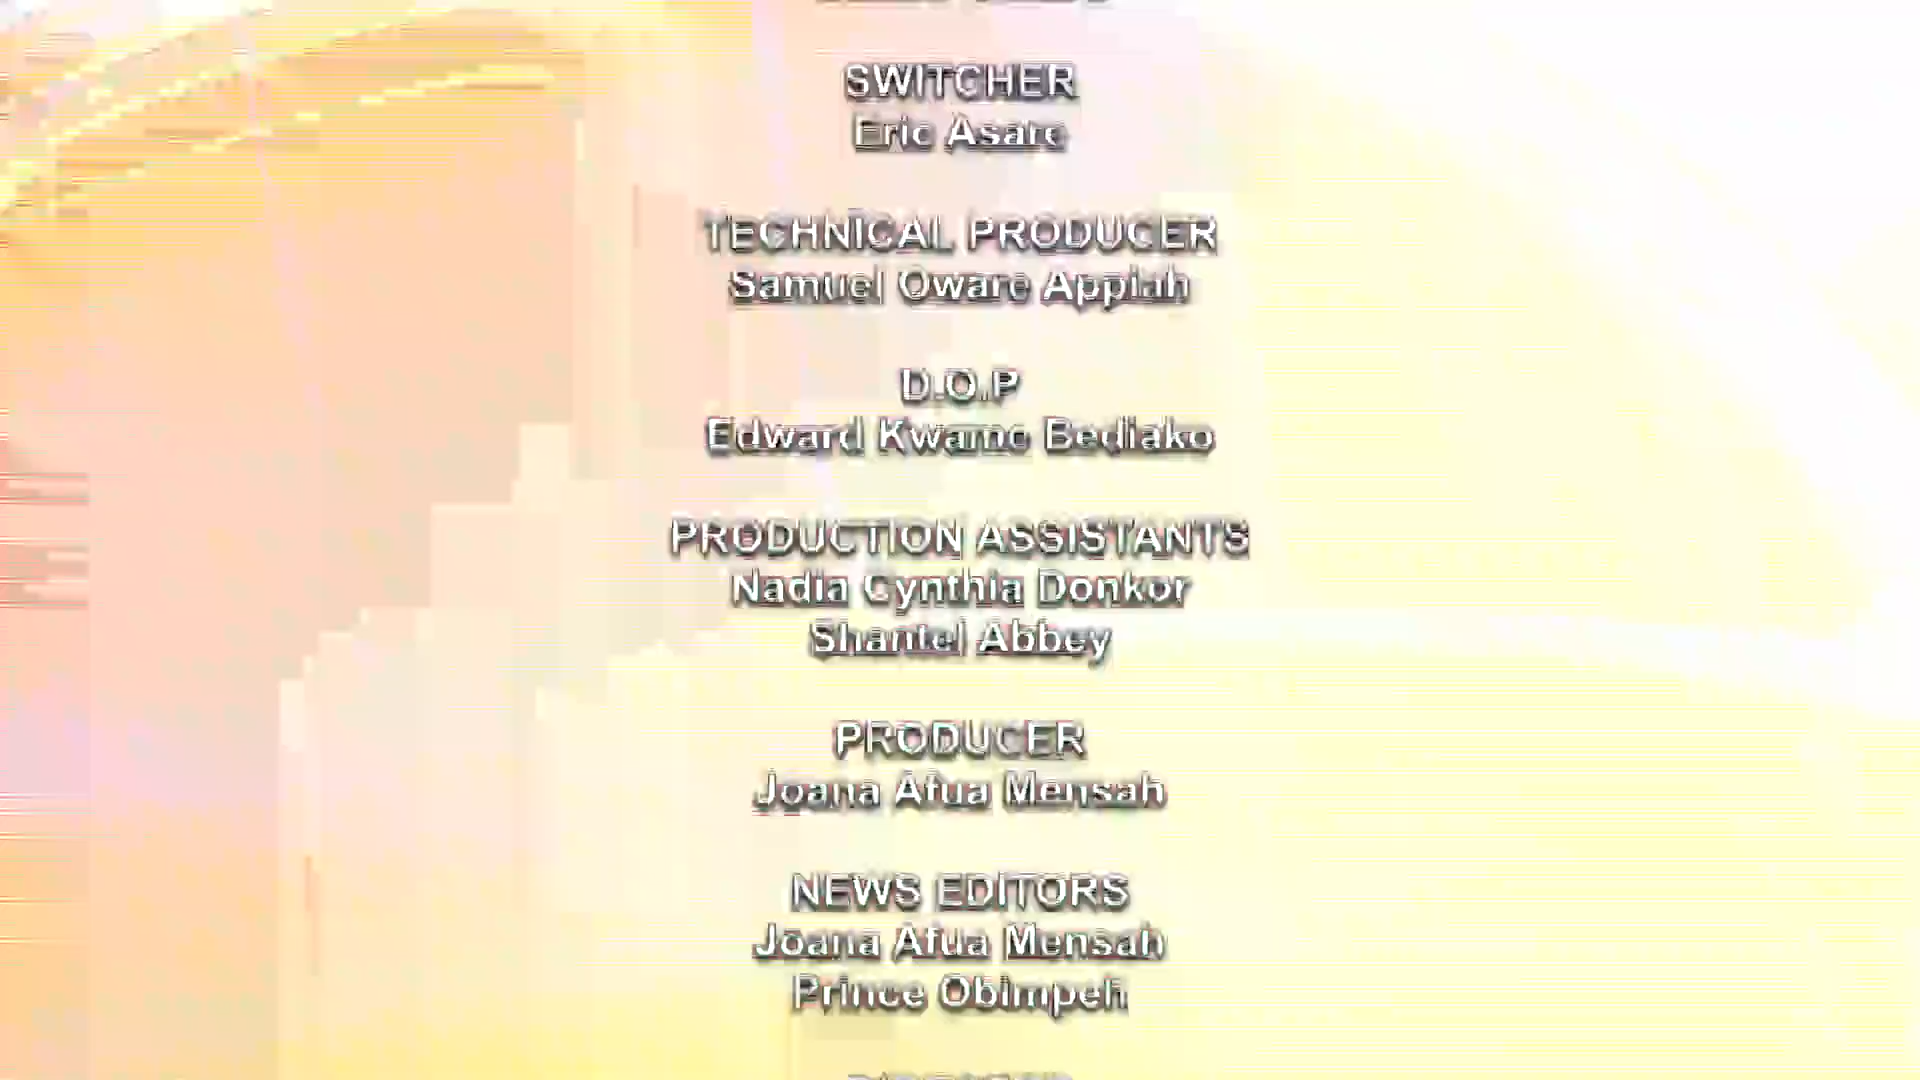 SWITCHER
Eric Asare
TECHNICAL PRODUCER
Samuel Oware Appiah
D.O.P
Edward Kwame Bediako
PRODUCTION ASSISTANTS
Nadia Cynthia Donkor
Shantel Abbey
PRODUCER
Joana Afua Mensah
NEWS EDITORS
Joana Afua Mensah
Prince Obimpeh